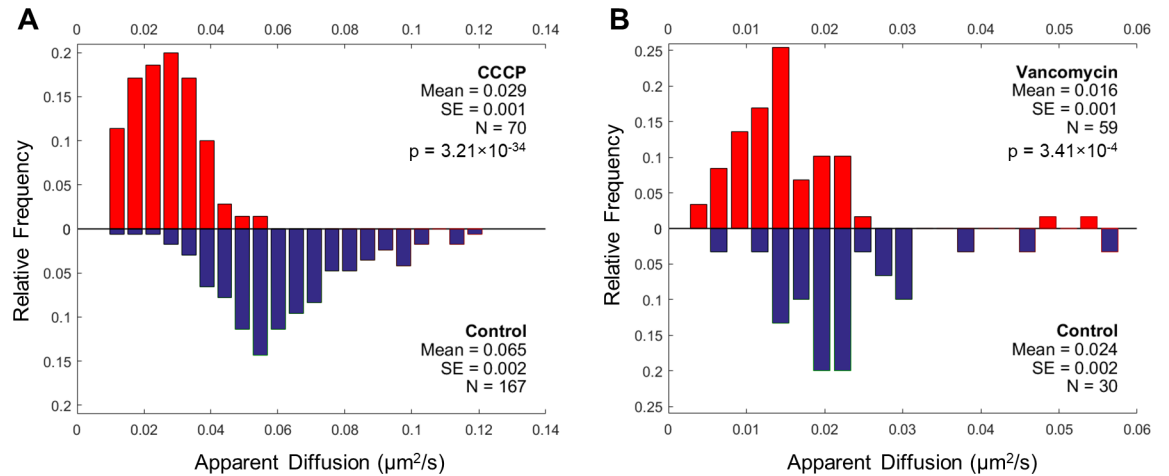 A
0 0.02 0.04 0.06 0.08 0.1 0.12 0.14
0.2
0.15
0.1
0.05
0
0.05
0.1
0.15
0.2
Relative Frequency
CCCP
Mean = 0.029
SE = 0.001
N = 70
p = 3.21×10⁻³⁴
Control
Mean = 0.065
SE = 0.002
N = 167
0 0.02 0.04 0.06 0.08 0.1 0.12 0.14
Apparent Diffusion (µm²/s)
B
0 0.01 0.02 0.03 0.04 0.05 0.06
0.25
0.2
0.15
0.1
0.05
0
0.05
0.1
0.15
0.2
0.25
Relative Frequency
Vancomycin
Mean = 0.016
SE = 0.001
N = 59
p = 3.41×10⁻⁴
Control
Mean = 0.024
SE = 0.002
N = 30
0 0.01 0.02 0.03 0.04 0.05 0.06
Apparent Diffusion (µm²/s)